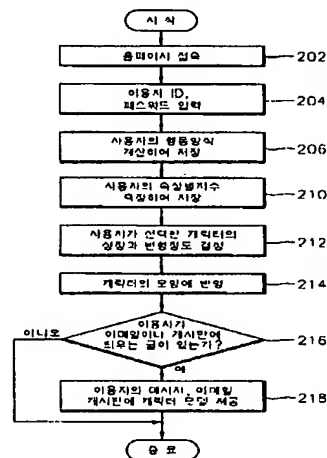 시 작
홈페이지 접속
202
이용자 ID,
패스워드 입력
204
사용자의 행동양식
계산하여 저장
206
사용자의 속성별지수
측정하여 저장
210
사용자가 선택한 캐릭터의
성장과 변형정도 결정
212
캐릭터의 모양에 반영
214
이용자가
이메일이나 게시판에
띄우는 글이 있는가?
216
아니오
예
이용자의 메시지, 이메일
게시판에 캐릭터 모양 제공
218
종 료